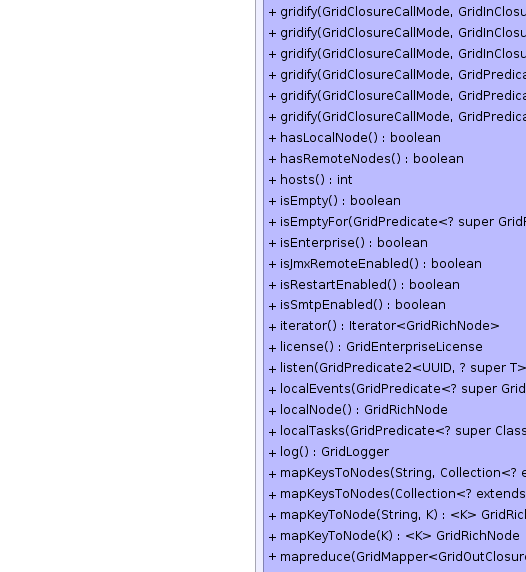 + gridify(GridClosureCallMode, GridInClosu
+ gridify(GridClosureCallMode, GridInClosu
+ gridify(GridClosureCallMode, GridInClosu
+ gridify(GridClosureCallMode, GridPredica
+ gridify(GridClosureCallMode, GridPredica
+ gridify(GridClosureCallMode, GridPredica
+ hasLocalNode() : boolean
+ hasRemoteNodes() : boolean
+ hosts() : int
+ isEmpty() : boolean
+ isEmptyFor(GridPredicate<? super GridR
+ isEnterprise() : boolean
+ isJmxRemoteEnabled() : boolean
+ isRestartEnabled() : boolean
+ isSmtpEnabled() : boolean
+ iterator() : Iterator<GridRichNode>
+ license() : GridEnterpriseLicense
+ listen(GridPredicate2<UUID, ? super T>
+ localEvents(GridPredicate<? super Grid
+ localNode() : GridRichNode
+ localTasks(GridPredicate<? super Class
+ log() : GridLogger
+ mapKeysToNodes(String, Collection<? e
+ mapKeysToNodes(Collection<? extends
+ mapKeyToNode(String, K) : <K> GridRich
+ mapKeyToNode(K) : <K> GridRichNode
+ mapreduce(GridMapper<GridOutClosure